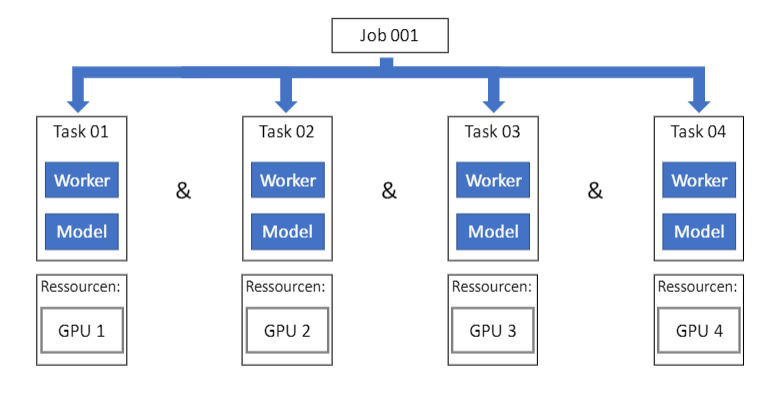 Job 001
Task 01
Task 02
Task 03
Task 04
Worker
Worker
Worker
Worker
&
&
&
Model
Model
Model
Model
Ressourcen:
Ressourcen:
Ressourcen:
Ressourcen:
GPU 1
GPU 2
GPU 3
GPU 4